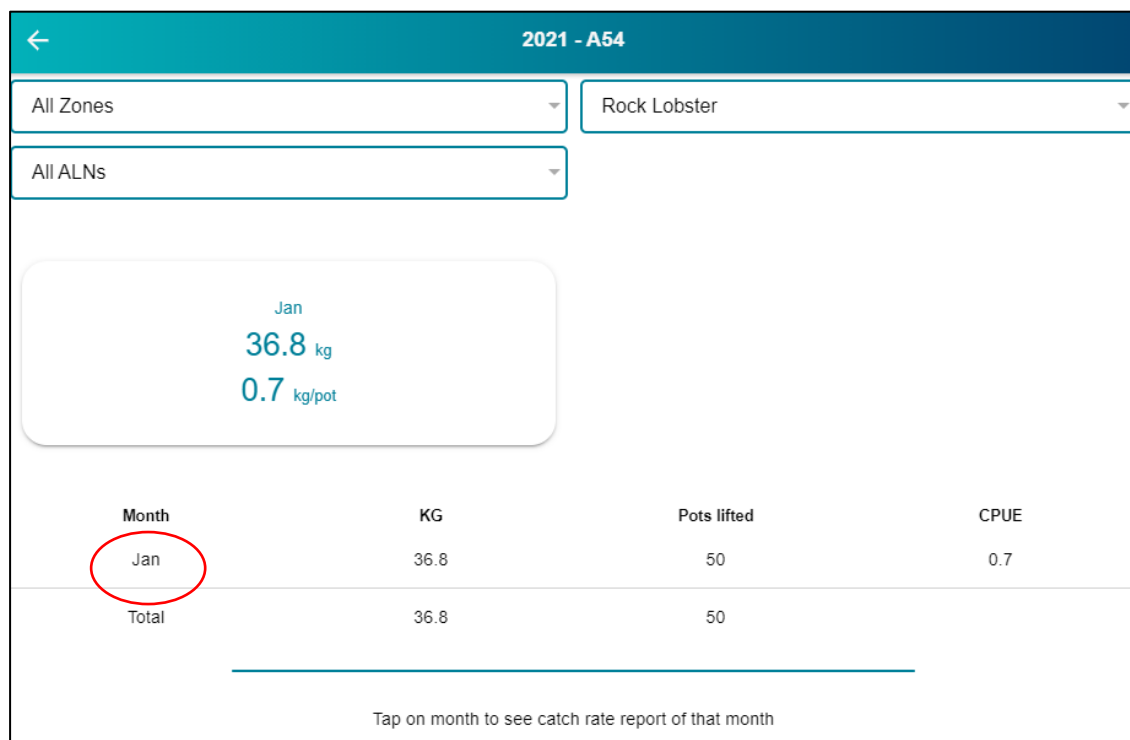 2021 - A54
All Zones Rock Lobster
All ALNs
Jan
36.8 kg
0.7 kg/pot
Month KG Pots lifted CPUE
Jan 36.8 50 0.7
Total 36.8 50
Tap on month to see catch rate report of that month